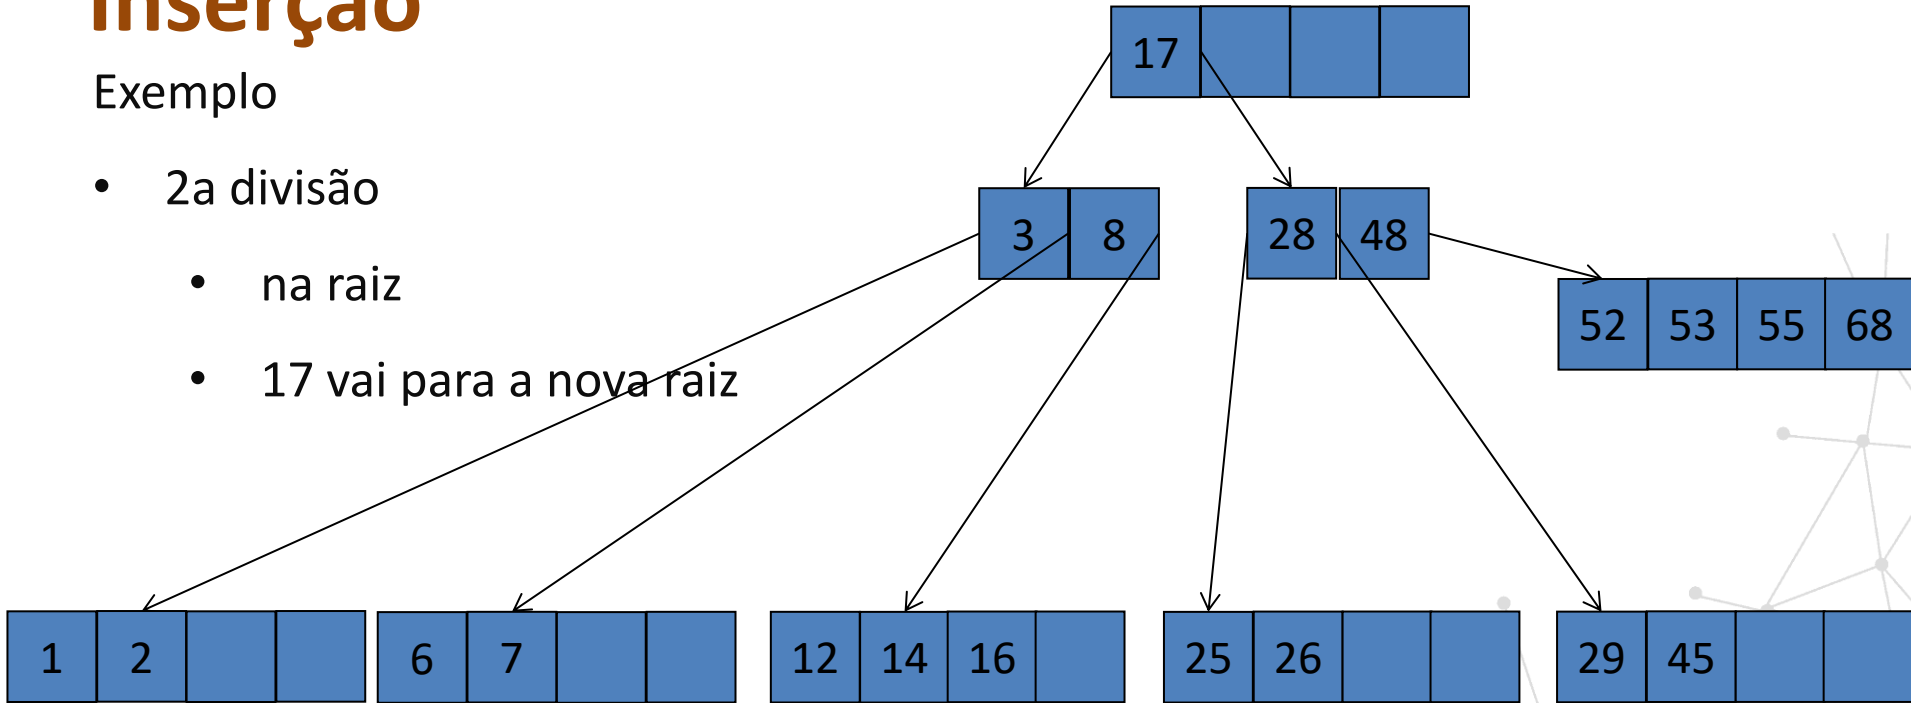 Inserção
Exemplo
• 2a divisão
• na raiz
• 17 vai para a nova raiz
17
3 8
28 48
52 53 55 68
1 2
6 7
12 14 16
25 26
29 45